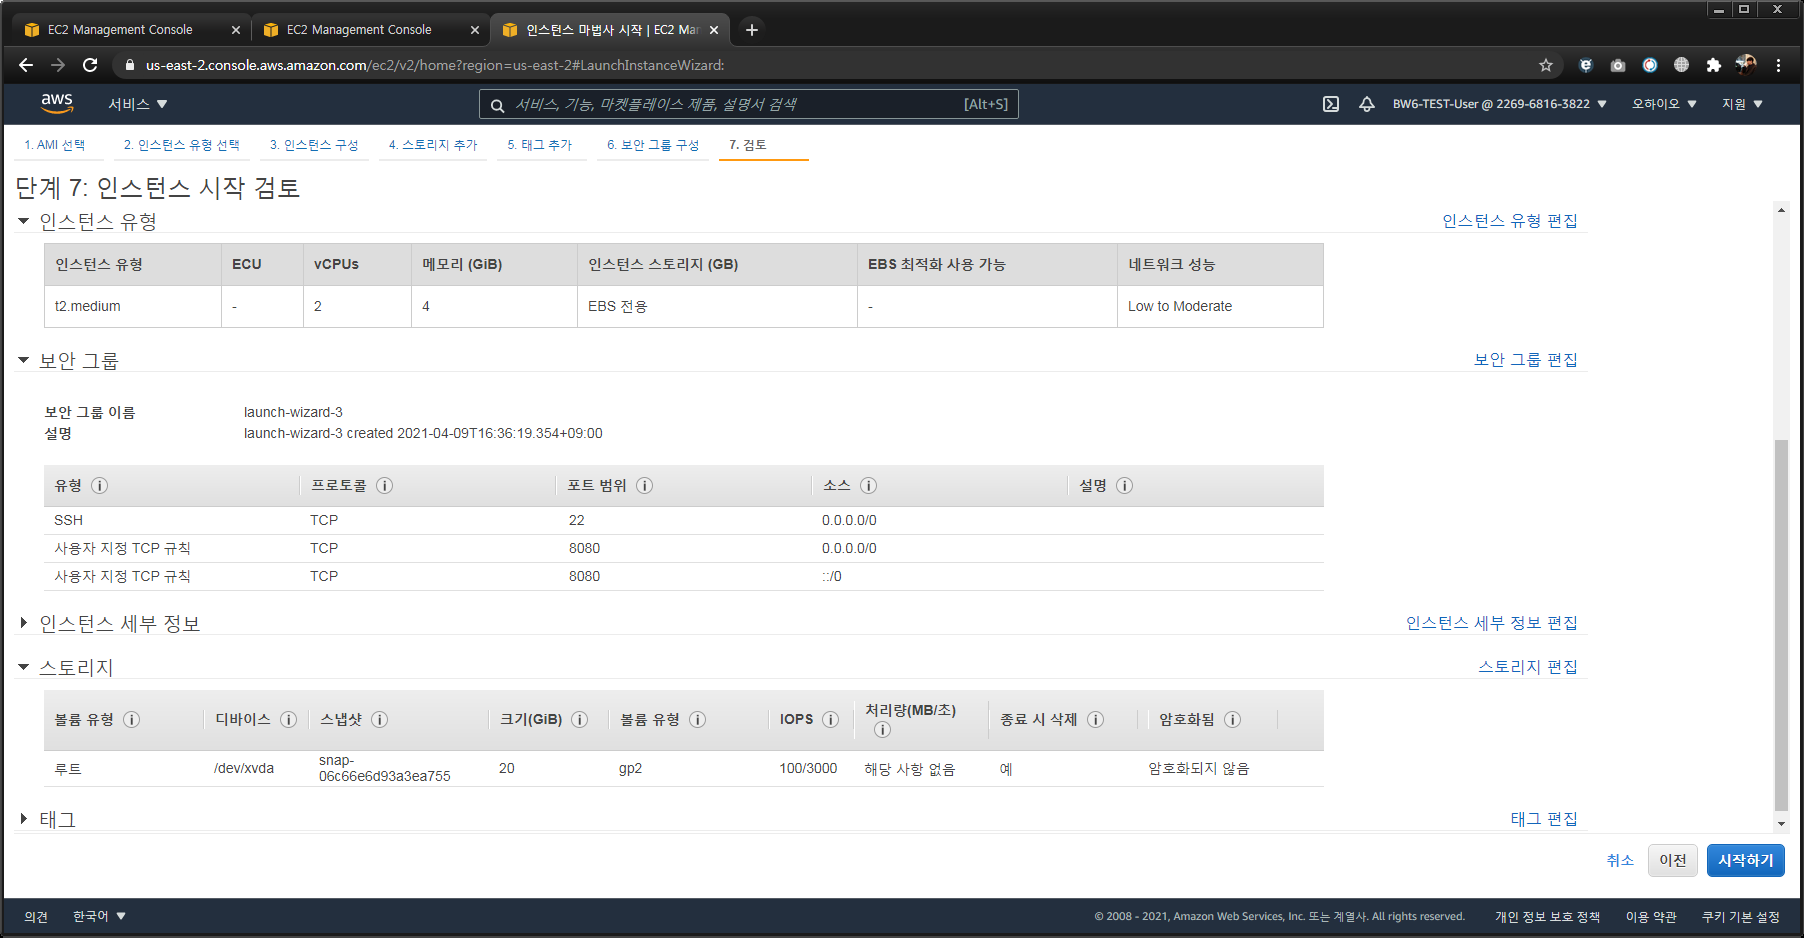 EC2 Management Console
EC2 Management Console
인스턴스 마법사 시작 | EC2 Mar
us-east-2.console.aws.amazon.com/ec2/v2/home?region=us-east-2#LaunchInstanceWizard:
aws
서비스
서비스, 기능, 마켓플레이스 제품, 설명서 검색 [Alt+S]
BW6-TEST-User @ 2269-6816-3822
오하이오
지원
1. AMI 선택 2. 인스턴스 유형 선택 3. 인스턴스 구성 4. 스토리지 추가 5. 태그 추가 6. 보안 그룹 구성 7. 검토
단계 7: 인스턴스 시작 검토
인스턴스 유형 인스턴스 유형 편집
인스턴스 유형 ECU vCPUs 메모리 (GiB) 인스턴스 스토리지 (GB) EBS 최적화 사용 가능 네트워크 성능
t2.medium - 2 4 EBS 전용 - Low to Moderate
보안 그룹 보안 그룹 편집
보안 그룹 이름 launch-wizard-3
설명 launch-wizard-3 created 2021-04-09T16:36:19.354+09:00
유형 프로토콜 포트 범위 소스 설명
SSH TCP 22 0.0.0.0/0
사용자 지정 TCP 규칙 TCP 8080 0.0.0.0/0
사용자 지정 TCP 규칙 TCP 8080 ::/0
인스턴스 세부 정보 인스턴스 세부 정보 편집
스토리지 스토리지 편집
볼륨 유형 디바이스 스냅샷 크기(GiB) 볼륨 유형 IOPS 처리량(MB/초) 종료 시 삭제 암호화됨
루트 /dev/xvda snap-06c66e6d93a3ea755 20 gp2 100/3000 해당 사항 없음 예 암호화되지 않음
태그 태그 편집
취소 이전 시작하기
의견 한국어 © 2008 - 2021, Amazon Web Services, Inc. 또는 계열사. All rights reserved. 개인 정보 보호 정책 이용 약관 쿠키 기본 설정